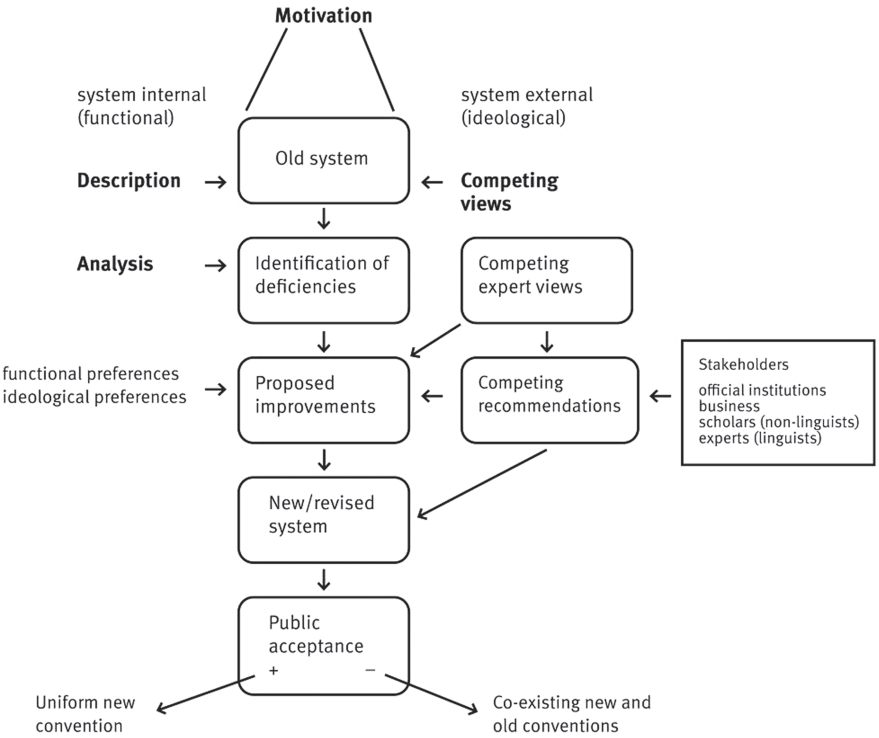 Motivation
system internal
(functional)
system external
(ideological)
Old system
Description
Competing
views
Analysis
Identification of
deficiencies
Competing
expert views
functional preferences
ideological preferences
Proposed
improvements
Competing
recommendations
Stakeholders
official institutions
business
scholars (non-linguists)
experts (linguists)
New/revised
system
Public
acceptance
+ –
Uniform new
convention
Co-existing new and
old conventions